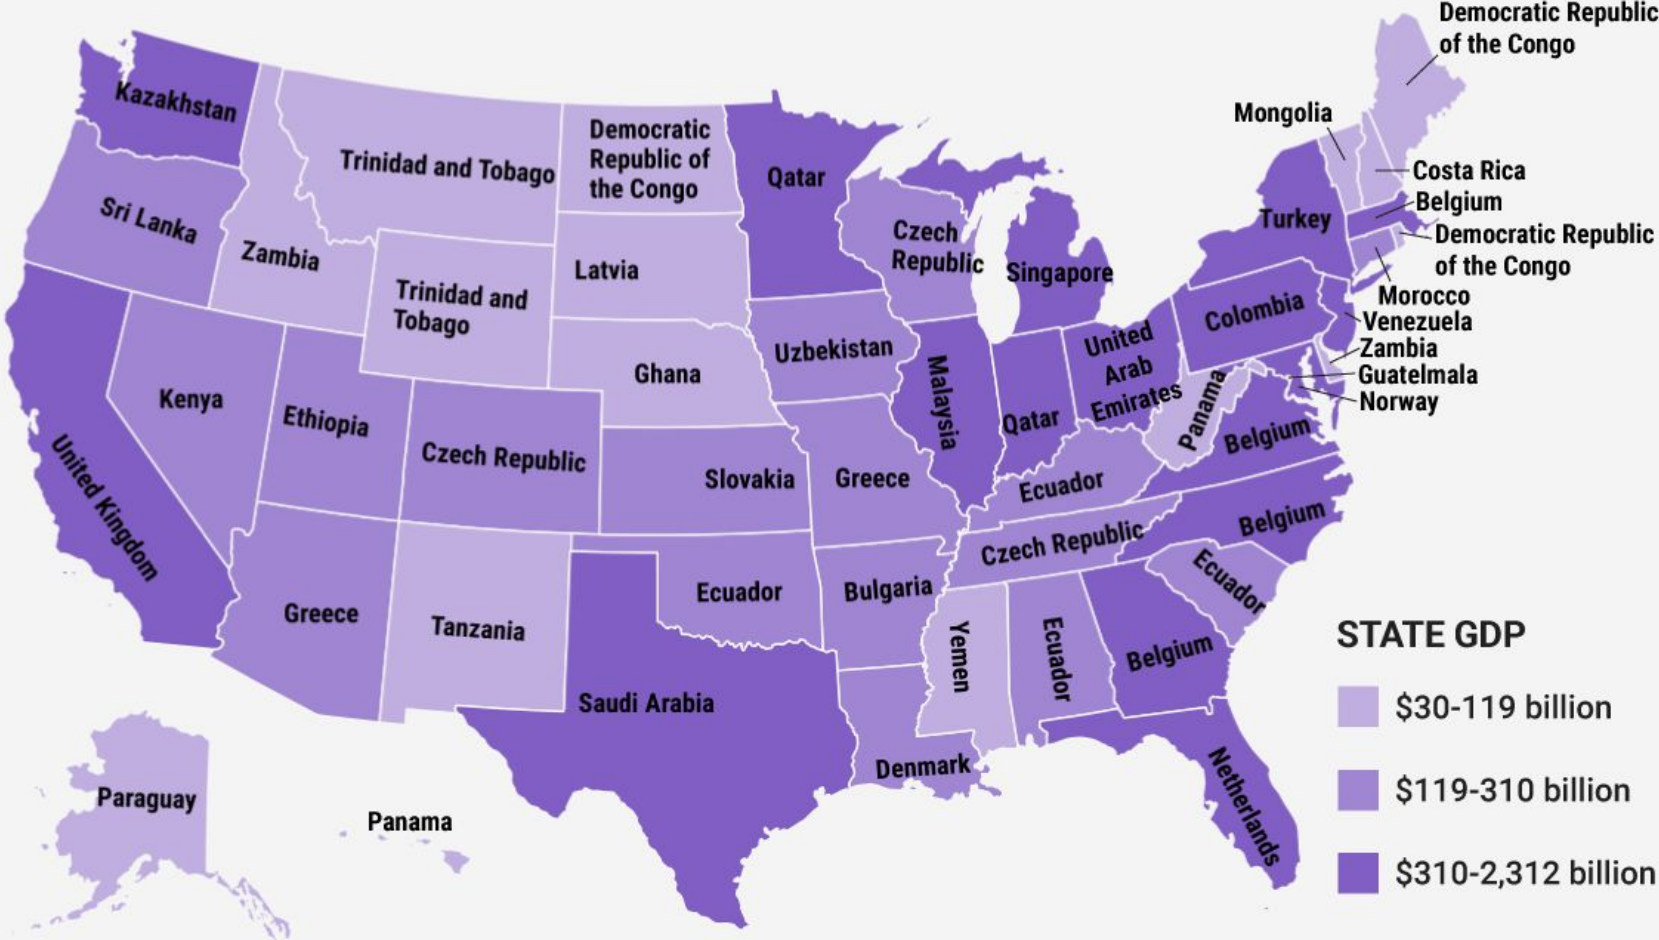 Democratic Republic
of the Congo
Kazakhstan
Mongolia
Trinidad and Tobago
Democratic
Republic of
the Congo
Qatar
Costa Rica
Belgium
Sri Lanka
Zambia
Czech
Republic
Turkey
Democratic Republic
of the Congo
Latvia
Singapore
Trinidad and
Tobago
Morocco
Colombia
Venezuela
Uzbekistan
United
Arab
Emirates
Zambia
Guatelmala
Norway
Kenya
Ethiopia
Ghana
Malaysia
Qatar
Panama
Belgium
Czech Republic
Slovakia
Greece
Ecuador
United Kingdom
Belgium
Czech Republic
Greece
Tanzania
Ecuador
Bulgaria
Ecuador
Yemen
Ecuador
Belgium
Saudi Arabia
Denmark
Netherlands
Paraguay
Panama
STATE GDP
$30-119 billion
$119-310 billion
$310-2,312 billion